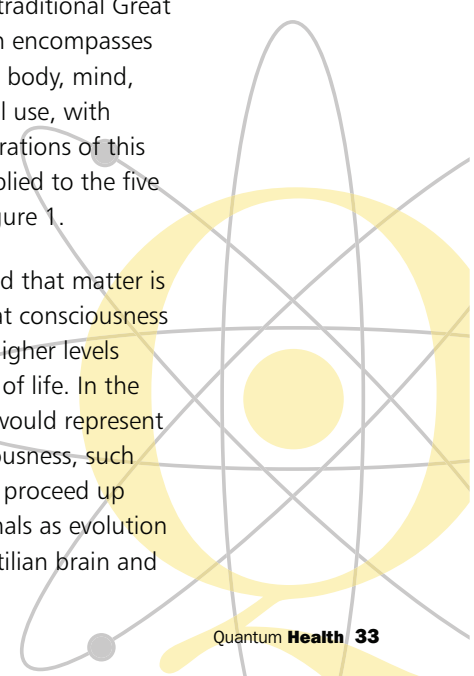 traditional Great
encompasses
body, mind,
use, with
rations of this
plied to the five
gure 1.
d that matter is
at consciousness
igher levels
of life. In the
would represent
ousness, such
proceed up
nals as evolution
tilian brain and
Quantum Health 33